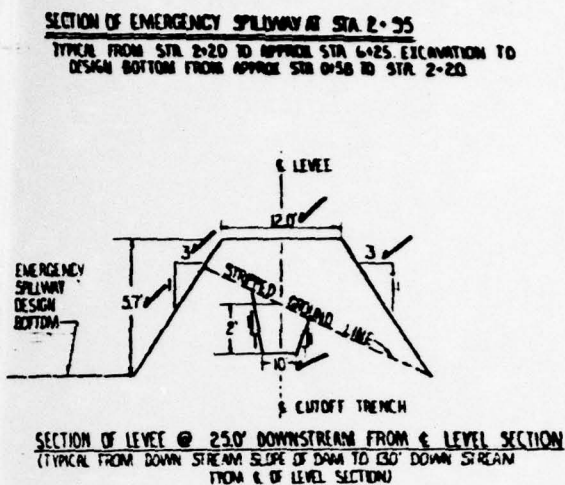 SECTION OF EMERGENCY SPILLWAY AT STA. 2+95
TYPICAL FROM STA. 2+20 TO APPROX STA 6+25. EXCAVATION TO
DESIGN BOTTOM FROM APPROX STA 0+58 TO STA. 2+20
℄ LEVEE
12.0'
3
3
EMERGENCY
SPILLWAY
DESIGN
BOTTOM
5.7'
1
1
STRIPPED GROUND LINE
2'
10
℄ CUTOFF TRENCH
SECTION OF LEVEE @ 25.0' DOWNSTREAM FROM ℄ LEVEL SECTION
(TYPICAL FROM DOWN STREAM SLOPE OF DAM TO 130' DOWN STREAM
FROM ℄ OF LEVEL SECTION)